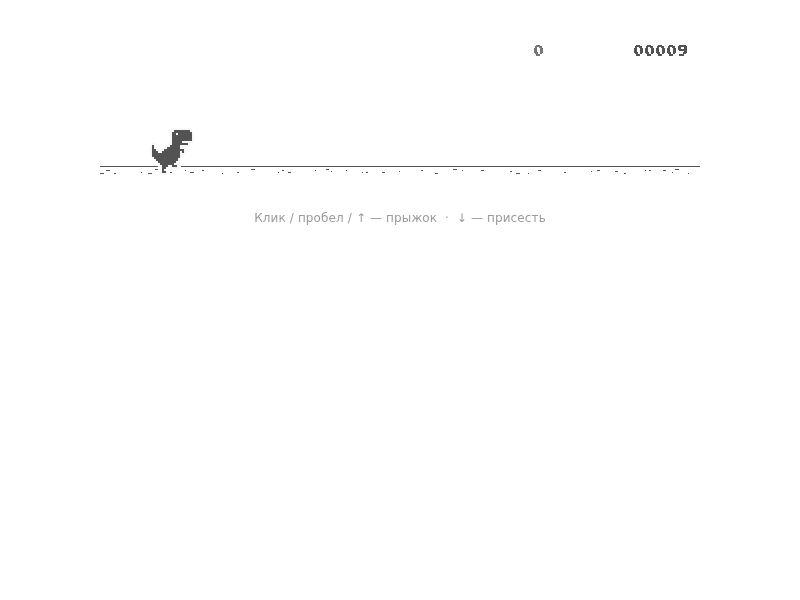 0 00009
Клик / пробел / ↑ — прыжок · ↓ — присесть